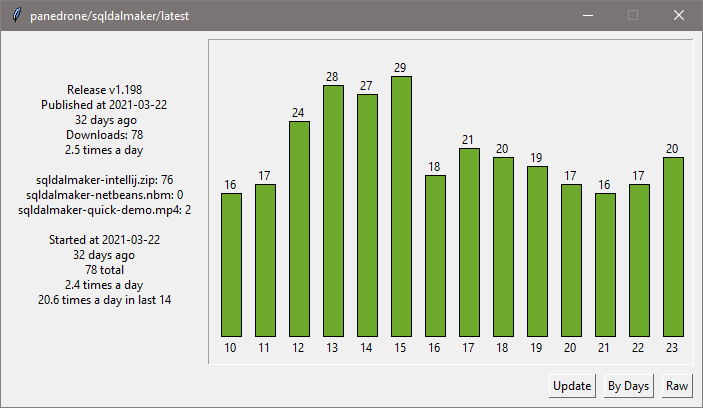 panedrone/sqldalmaker/latest
Release v1.198
Published at 2021-03-22
32 days ago
Downloads: 78
2.5 times a day
sqldalmaker-intellij.zip: 76
sqldalmaker-netbeans.nbm: 0
sqldalmaker-quick-demo.mp4: 2
Started at 2021-03-22
32 days ago
78 total
2.4 times a day
20.6 times a day in last 14
16 17 24 28 27 29 18 21 20 19 17 16 17 20
10 11 12 13 14 15 16 17 18 19 20 21 22 23
Update By Days Raw